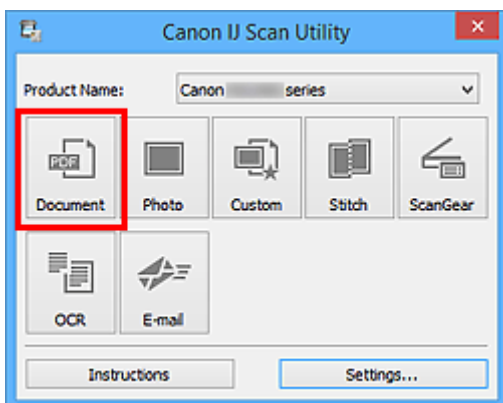 Canon IJ Scan Utility
Product Name: Canon series
PDF
Document Photo Custom Stitch ScanGear
OCR E-mail
Instructions Settings...